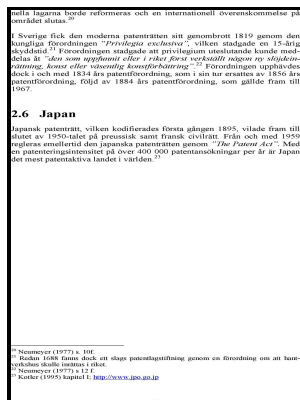 nella lagarna borde reformeras och en internationell överenskommelse på
området slutas.20
I Sverige fick den moderna patenträtten sitt genombrott 1819 genom den
kungliga förordningen "Privilegia exclusiva", vilken stadgade en 15-årig
skyddstid.21 Förordningen stadgade att privilegium uteslutande kunde med-
delas åt "den som uppfunnit eller i riket först verkställt någon ny slöjdein-
rättning, konst eller väsentlig konstförbättring".22 Förordningen upphävdes
dock i och med 1834 års patentförordning, som i sin tur ersattes av 1856 års
patentförordning, följd av 1884 års patentförordning, som gällde fram till
1967.
2.6 Japan
Japansk patenträtt, vilken kodifierades första gången 1895, vilade fram till
slutet av 1950-talet på preussisk samt fransk civilrätt. Från och med 1959
regleras emellertid den japanska patenträtten genom "The Patent Act". Med
en patenteringsintensitet på över 400 000 patentansökningar per år är Japan
det mest patentaktiva landet i världen.23
20 Neumeyer (1977) s. 10f.
21 Redan 1688 fanns dock ett slags patentlagstiftning genom en förordning om att hant-
verkshus skulle inrättas i riket.
22 Neumeyer (1977) s 12 f.
23 Kotler (1995) kapitel 1; http://www.jpo.go.jp